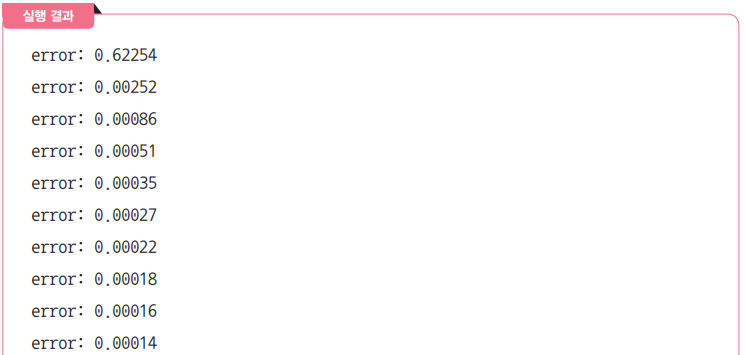 실행 결과
error: 0.62254
error: 0.00252
error: 0.00086
error: 0.00051
error: 0.00035
error: 0.00027
error: 0.00022
error: 0.00018
error: 0.00016
error: 0.00014